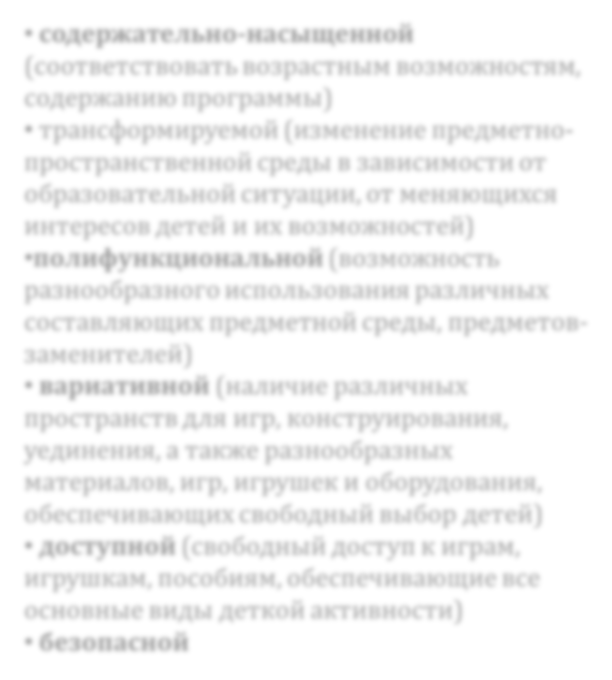 • содержательно-насыщенной
(соответствовать возрастным возможностям,
содержанию программы)
• трансформируемой (изменение предметно-
пространственной среды в зависимости от
образовательной ситуации, от меняющихся
интересов детей и их возможностей)
•полифункциональной (возможность
разнообразного использования различных
составляющих предметной среды, предметов-
заменителей)
• вариативной (наличие различных
пространств для игр, конструирования,
уединения, а также разнообразных
материалов, игр, игрушек и оборудования,
обеспечивающих свободный выбор детей)
• доступной (свободный доступ к играм,
игрушкам, пособиям, обеспечивающие все
основные виды деткой активности)
• безопасной